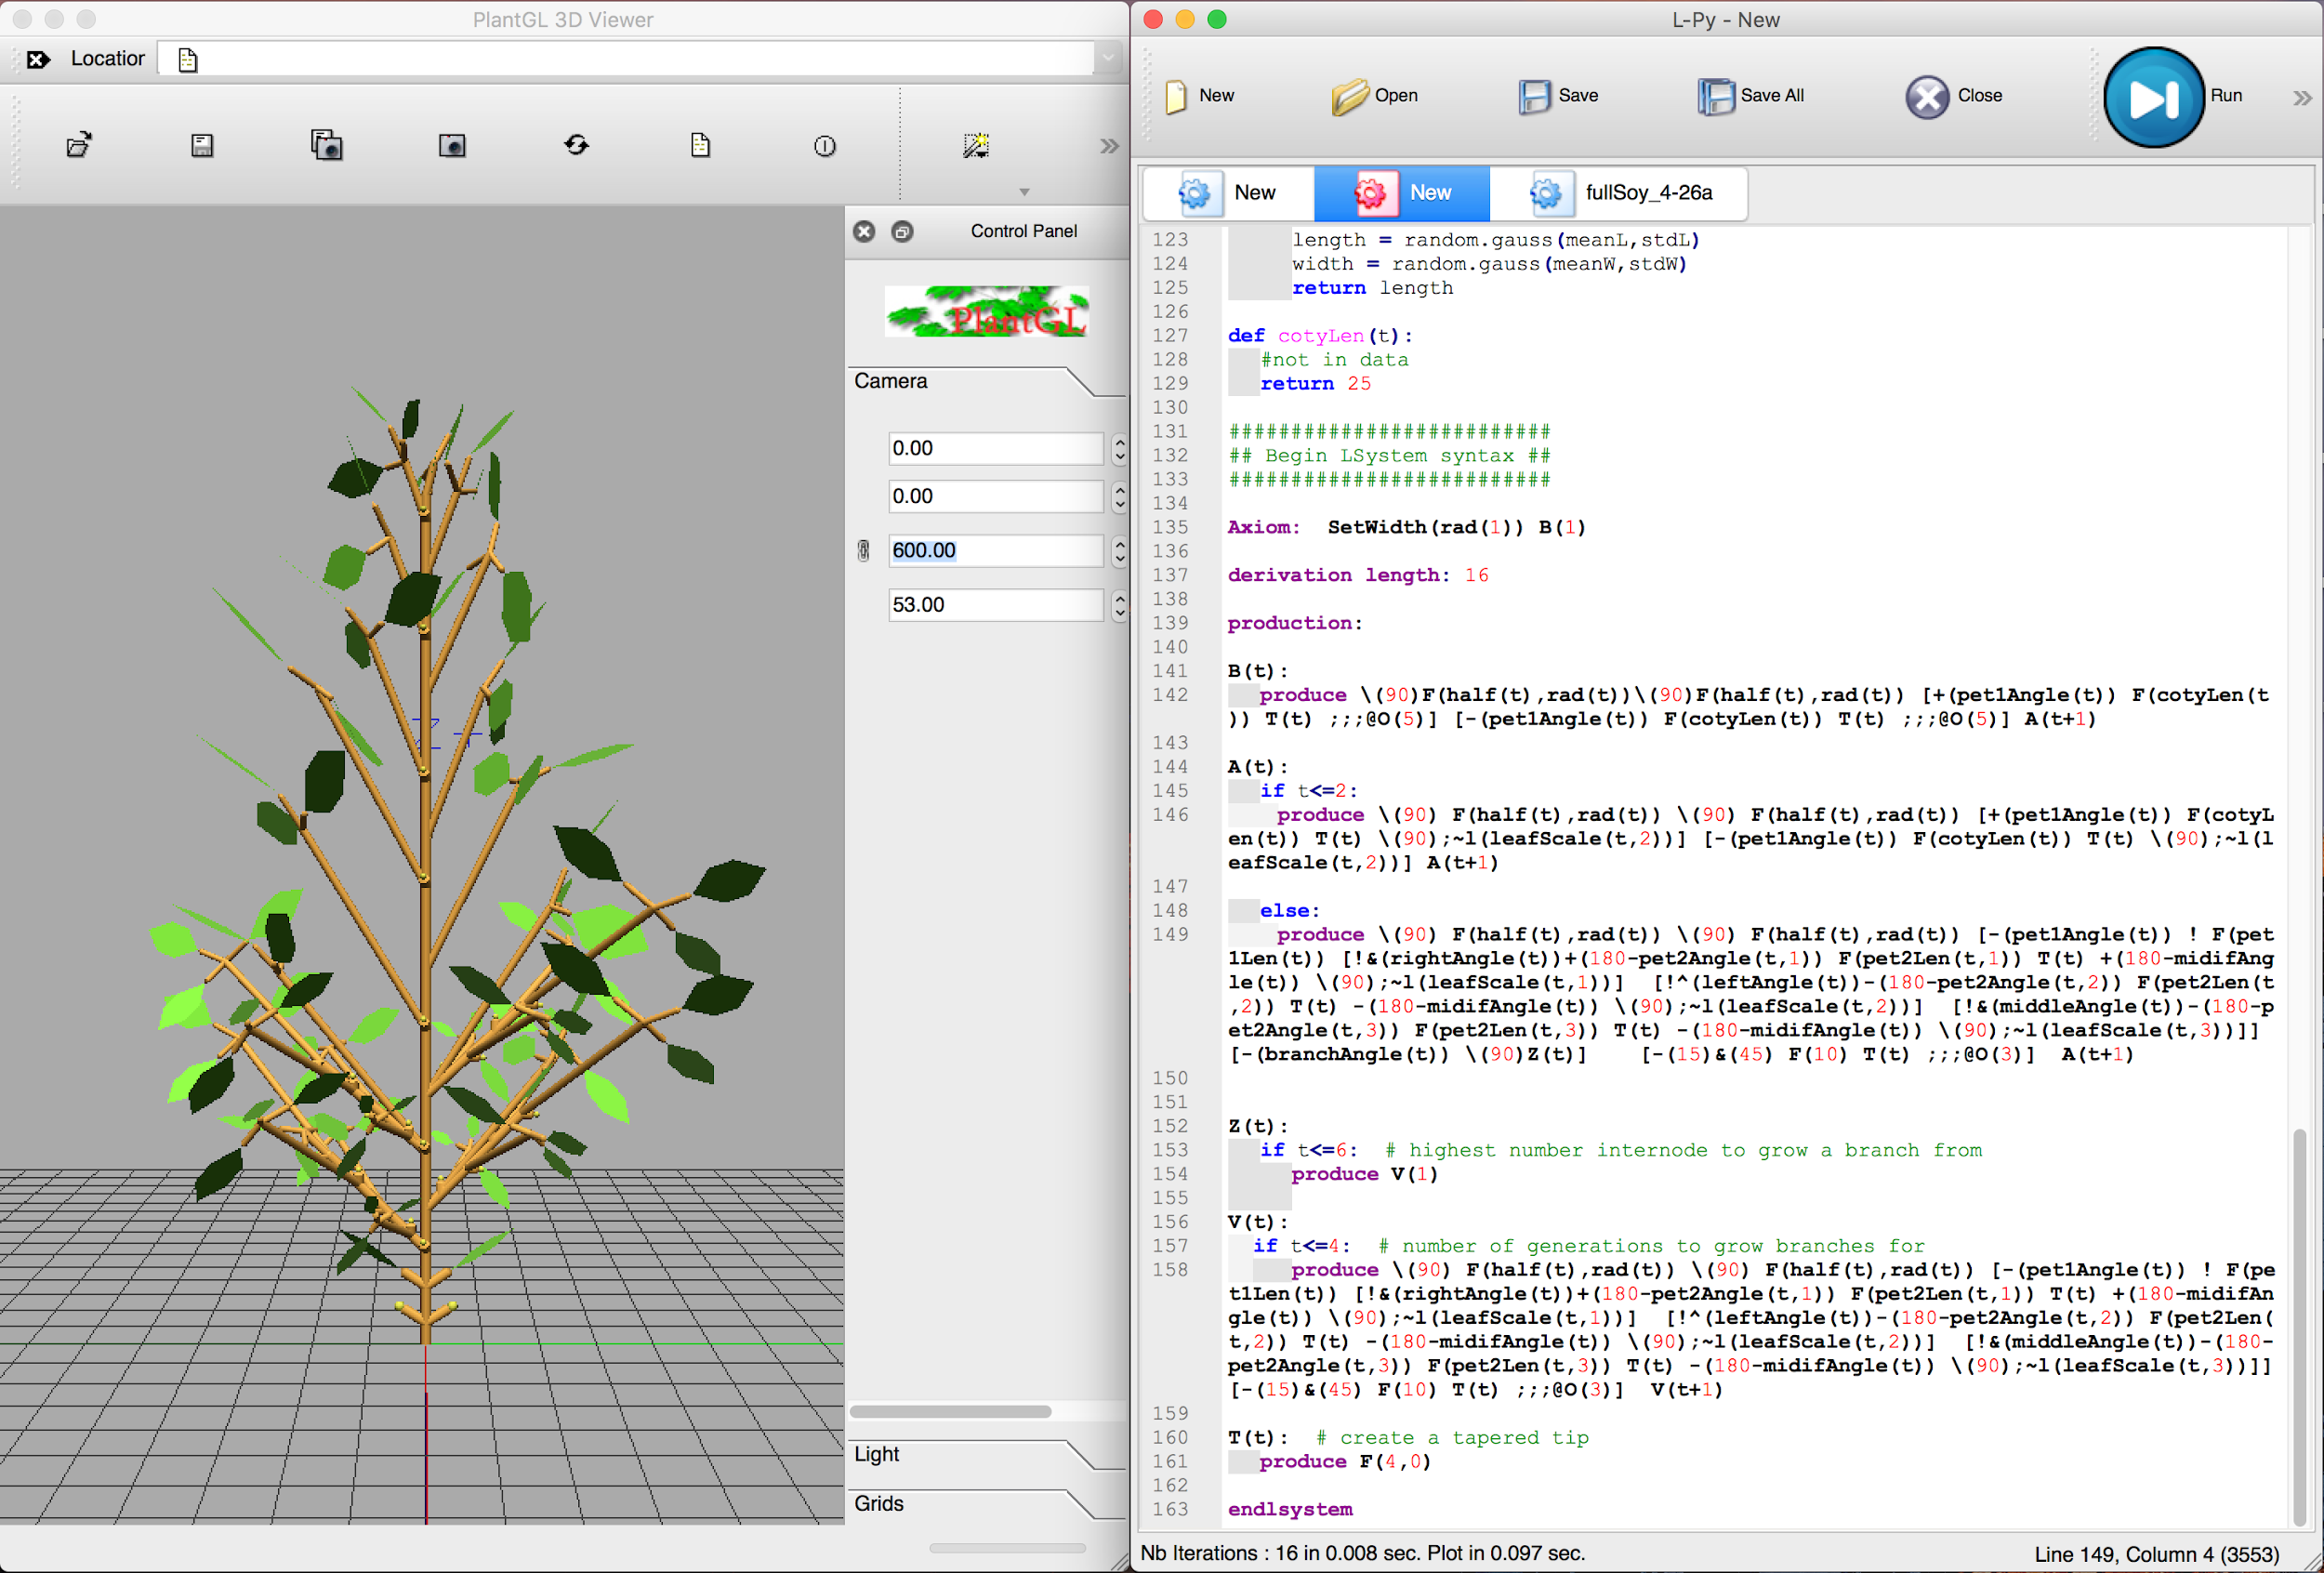 PlantGL 3D Viewer
Locatior
Control Panel
PlantGL
Camera
0.00
0.00
600.00
53.00
Light
Grids
L-Py - New
New
Open
Save
Save All
Close
Run
New
New
fullSoy_4-26a
123 length = random.gauss(meanL,stdL)
124 width = random.gauss(meanW,stdW)
125 return length
126
127 def cotyLen(t):
128 #not in data
129 return 25
130
131 ##########################
132 ## Begin LSystem syntax ##
133 ##########################
134
135 Axiom: SetWidth(rad(1)) B(1)
136
137 derivation length: 16
138
139 production:
140
141 B(t):
142 produce \(90)F(half(t),rad(t))\(90)F(half(t),rad(t)) [+(pet1Angle(t)) F(cotyLen(t
)) T(t) ;;;@O(5)] [-(pet1Angle(t)) F(cotyLen(t)) T(t) ;;;@O(5)] A(t+1)
143
144 A(t):
145 if t<=2:
146 produce \(90) F(half(t),rad(t)) \(90) F(half(t),rad(t)) [+(pet1Angle(t)) F(cotyL
en(t)) T(t) \(90);~l(leafScale(t,2))] [-(pet1Angle(t)) F(cotyLen(t)) T(t) \(90);~l(l
eafScale(t,2))] A(t+1)
147
148 else:
149 produce \(90) F(half(t),rad(t)) \(90) F(half(t),rad(t)) [-(pet1Angle(t)) ! F(pet
1Len(t)) [!&(rightAngle(t))+(180-pet2Angle(t,1)) F(pet2Len(t,1)) T(t) +(180-midifAng
le(t)) \(90);~l(leafScale(t,1))] [!^(leftAngle(t))-(180-pet2Angle(t,2)) F(pet2Len(t
,2)) T(t) -(180-midifAngle(t)) \(90);~l(leafScale(t,2))] [!&(middleAngle(t))-(180-p
et2Angle(t,3)) F(pet2Len(t,3)) T(t) -(180-midifAngle(t)) \(90);~l(leafScale(t,3))]]
[-(branchAngle(t)) \(90)Z(t)] [-(15)&(45) F(10) T(t) ;;;@O(3)] A(t+1)
150
151
152 Z(t):
153 if t<=6: # highest number internode to grow a branch from
154 produce V(1)
155
156 V(t):
157 if t<=4: # number of generations to grow branches for
158 produce \(90) F(half(t),rad(t)) \(90) F(half(t),rad(t)) [-(pet1Angle(t)) ! F(pe
t1Len(t)) [!&(rightAngle(t))+(180-pet2Angle(t,1)) F(pet2Len(t,1)) T(t) +(180-midifAn
gle(t)) \(90);~l(leafScale(t,1))] [!^(leftAngle(t))-(180-pet2Angle(t,2)) F(pet2Len(
t,2)) T(t) -(180-midifAngle(t)) \(90);~l(leafScale(t,2))] [!&(middleAngle(t))-(180-
pet2Angle(t,3)) F(pet2Len(t,3)) T(t) -(180-midifAngle(t)) \(90);~l(leafScale(t,3))]]
[-(15)&(45) F(10) T(t) ;;;@O(3)] V(t+1)
159
160 T(t): # create a tapered tip
161 produce F(4,0)
162
163 endlsystem
Nb Iterations : 16 in 0.008 sec. Plot in 0.097 sec.
Line 149, Column 4 (3553)